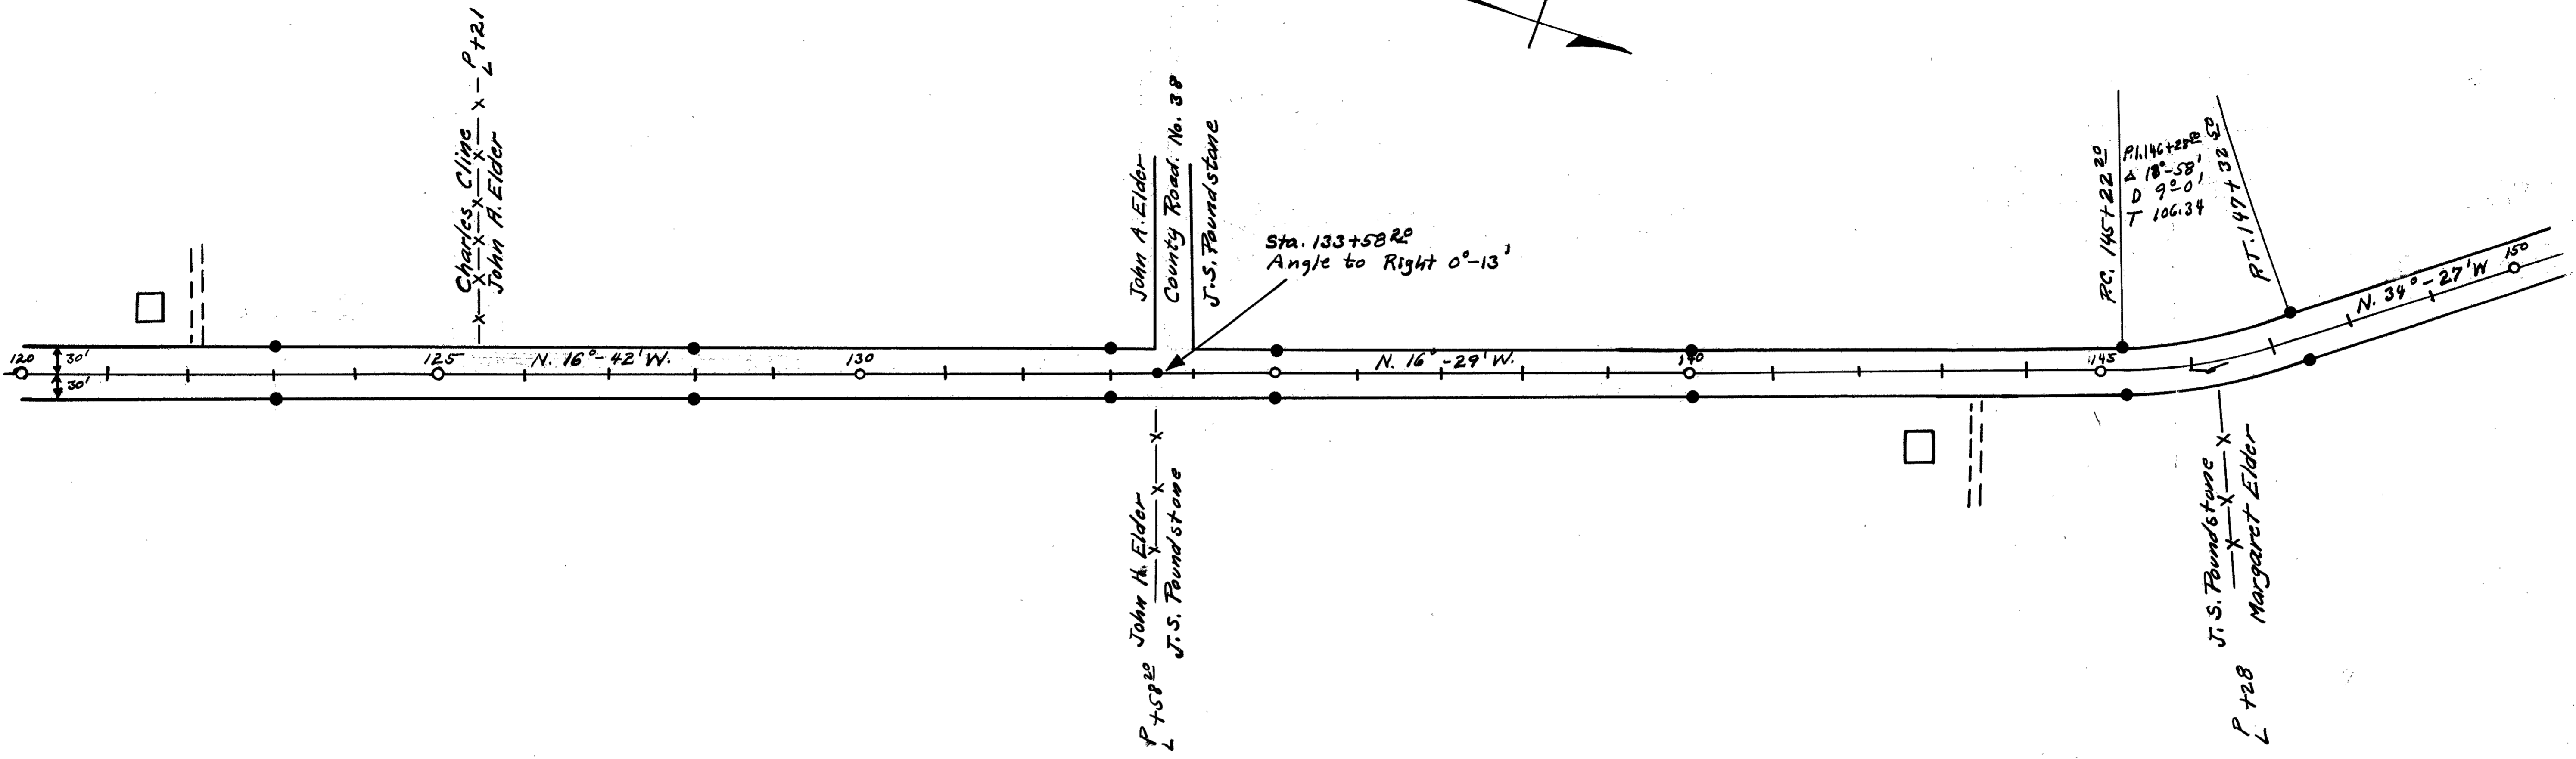 Charles Cline
John A. Elder
P L +21
John A. Elder
County Road. No. 38
J.S. Poundstone
Sta. 133+58 20
Angle to Right 0°-13'
P.C. 145+22 20
P.I. 146+28
Δ 18°-58'
D 9°-0'
T 106.34
P.T. 147+32
120
30'
30'
125
N. 16°-42' W.
130
N. 16°-29' W.
140
145
N. 34°-27' W
150
P L +58 20
John A. Elder
J.S. Poundstone
J.S. Poundstone
Margaret Elder
P L +28